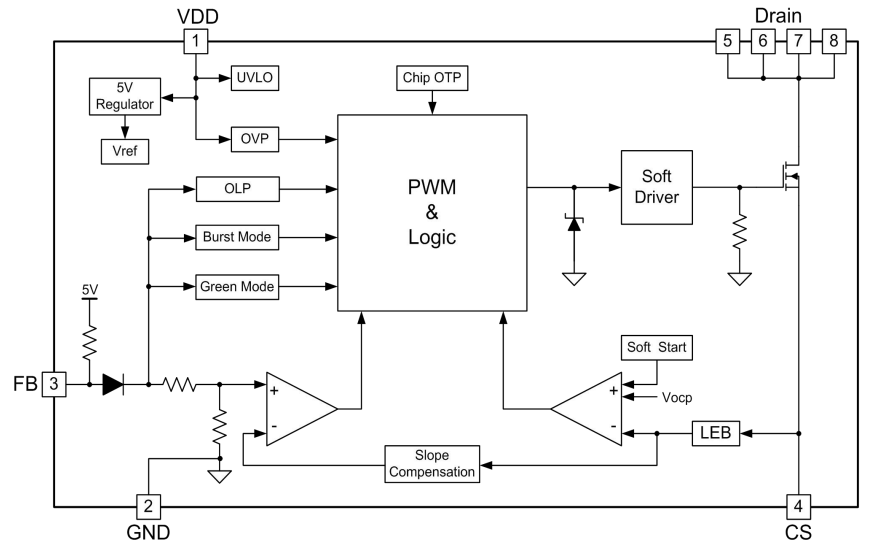 VDD
Drain
1
5
6
7
8
5V
Regulator
UVLO
Chip OTP
Vref
OVP
OLP
PWM
&
Logic
Soft
Driver
Burst Mode
Green Mode
5V
Soft Start
FB
3
+
-
+
-
Vocp
LEB
Slope
Compensation
2
GND
4
CS